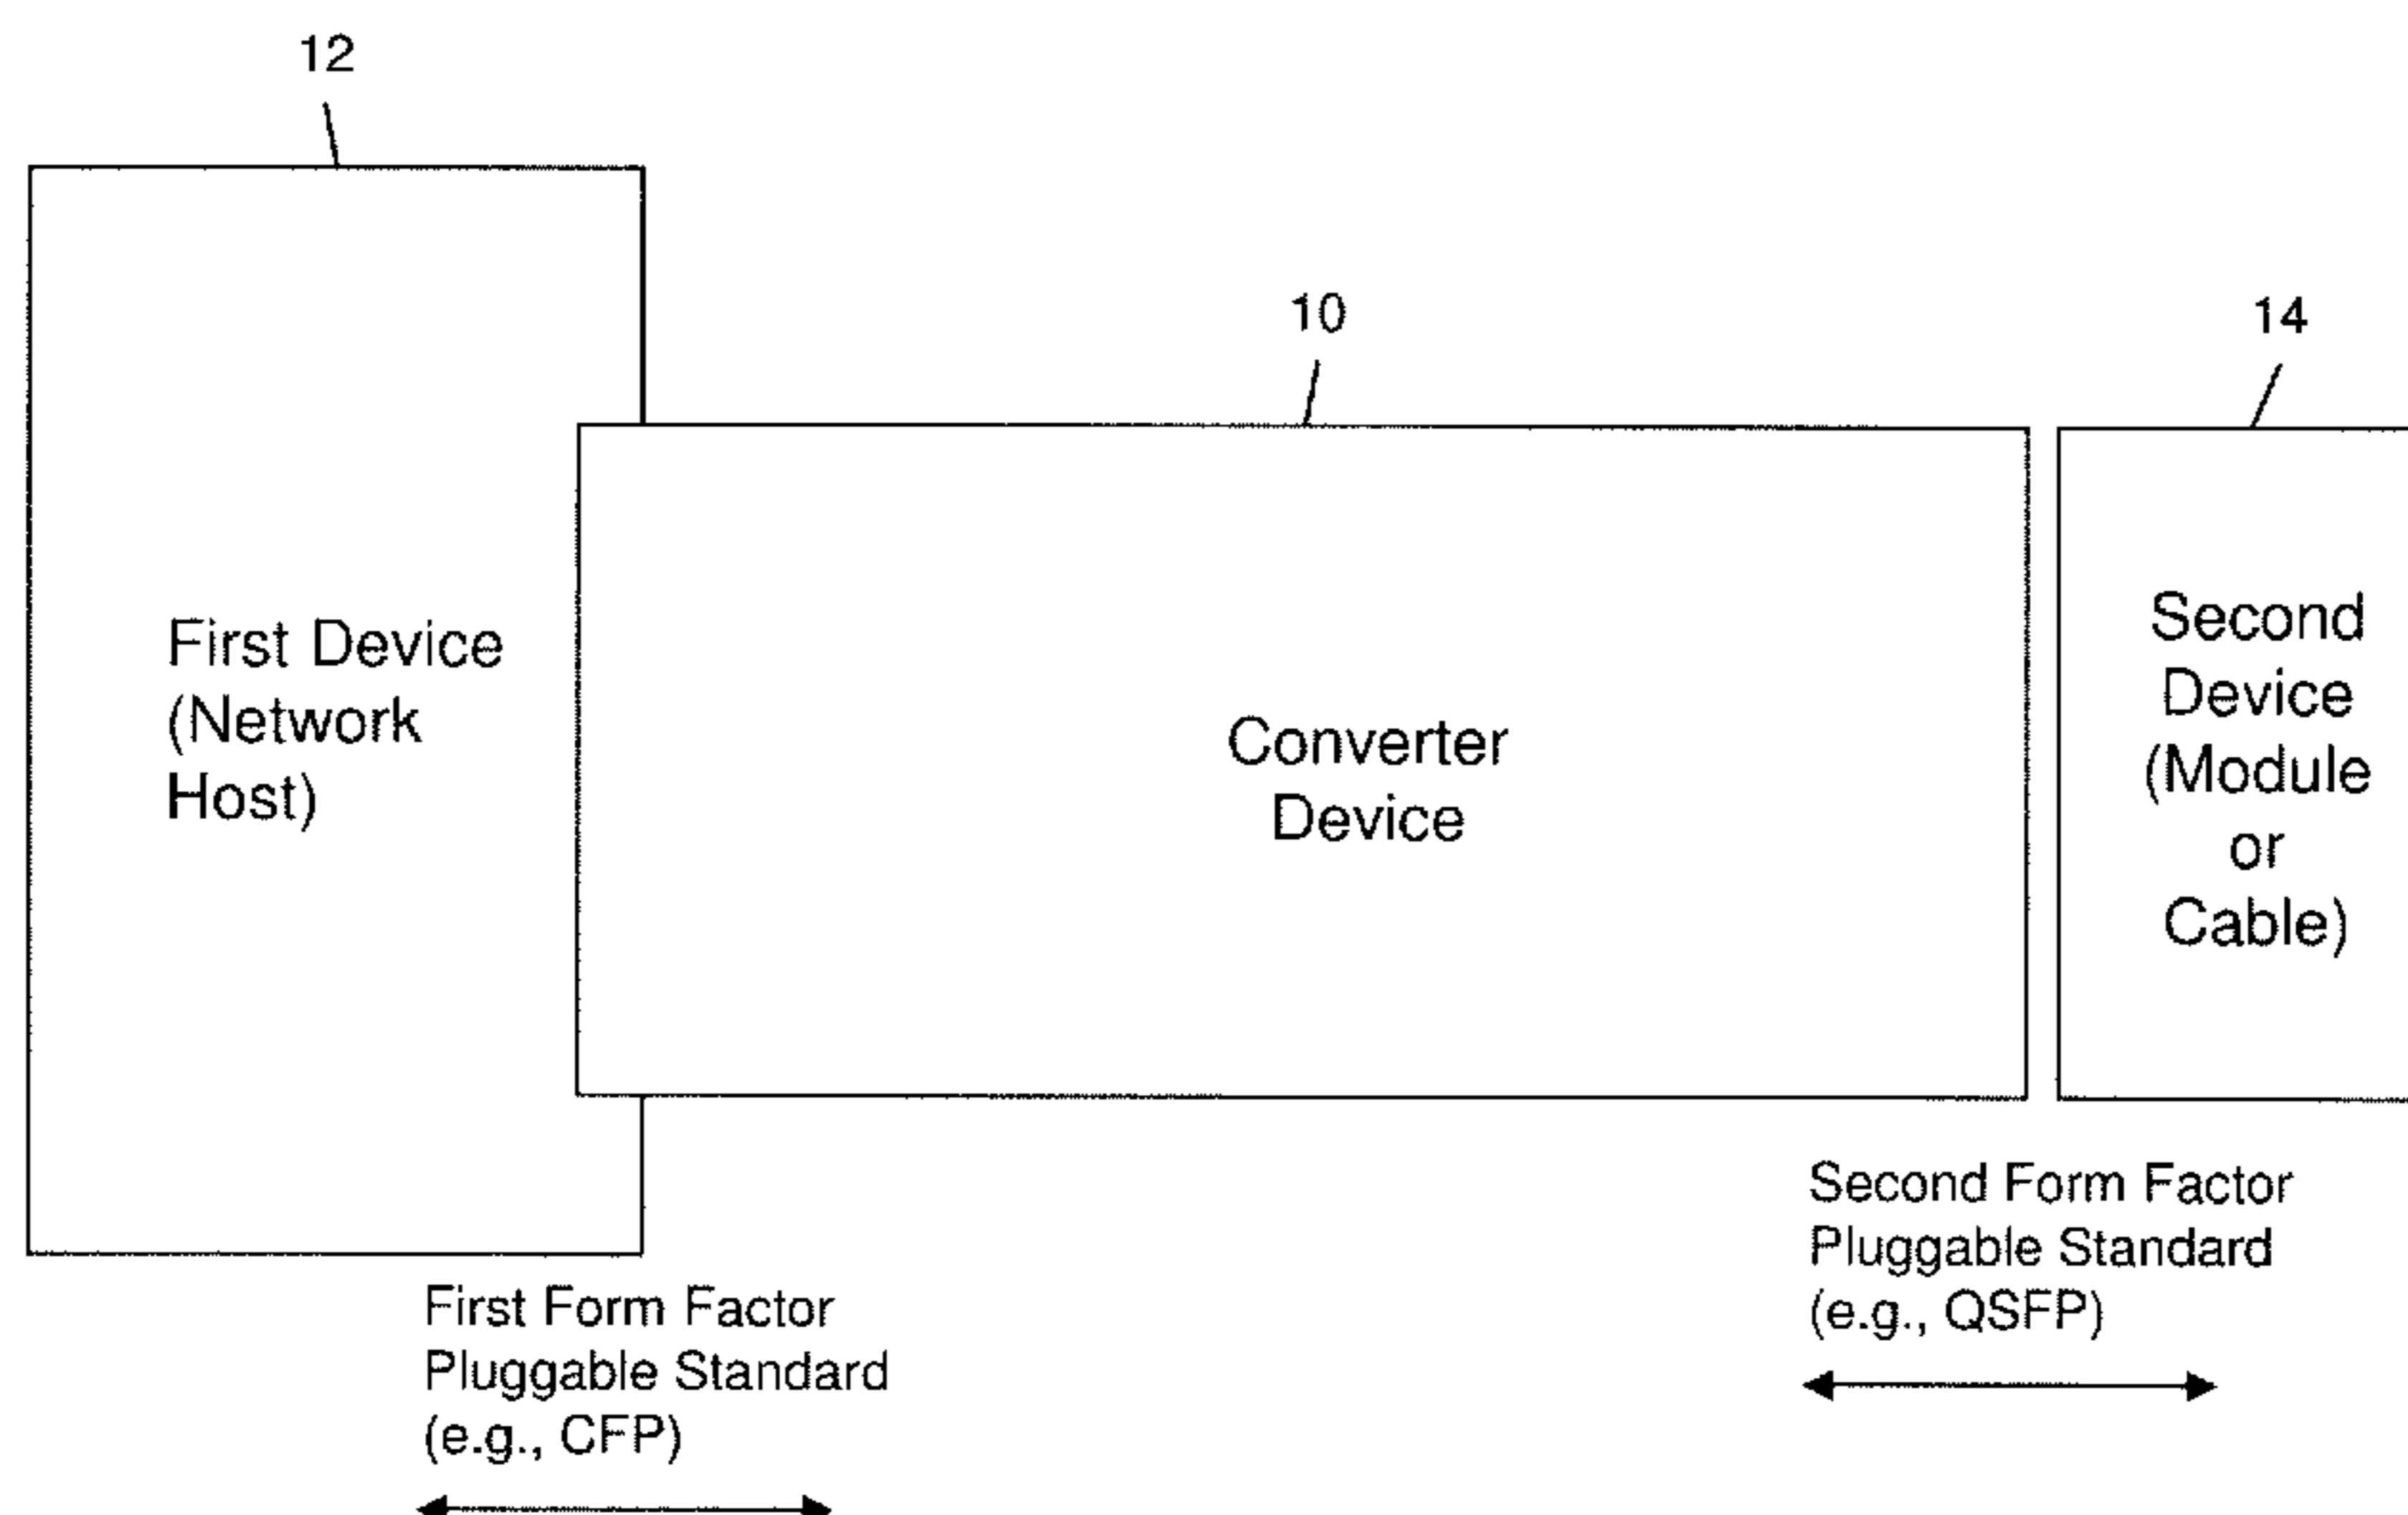 12
10
14
First Device
(Network
Host)
Converter
Device
Second
Device
(Module
or
Cable)
Second Form Factor
Pluggable Standard
(e.g., QSFP)
First Form Factor
Pluggable Standard
(e.g., CFP)